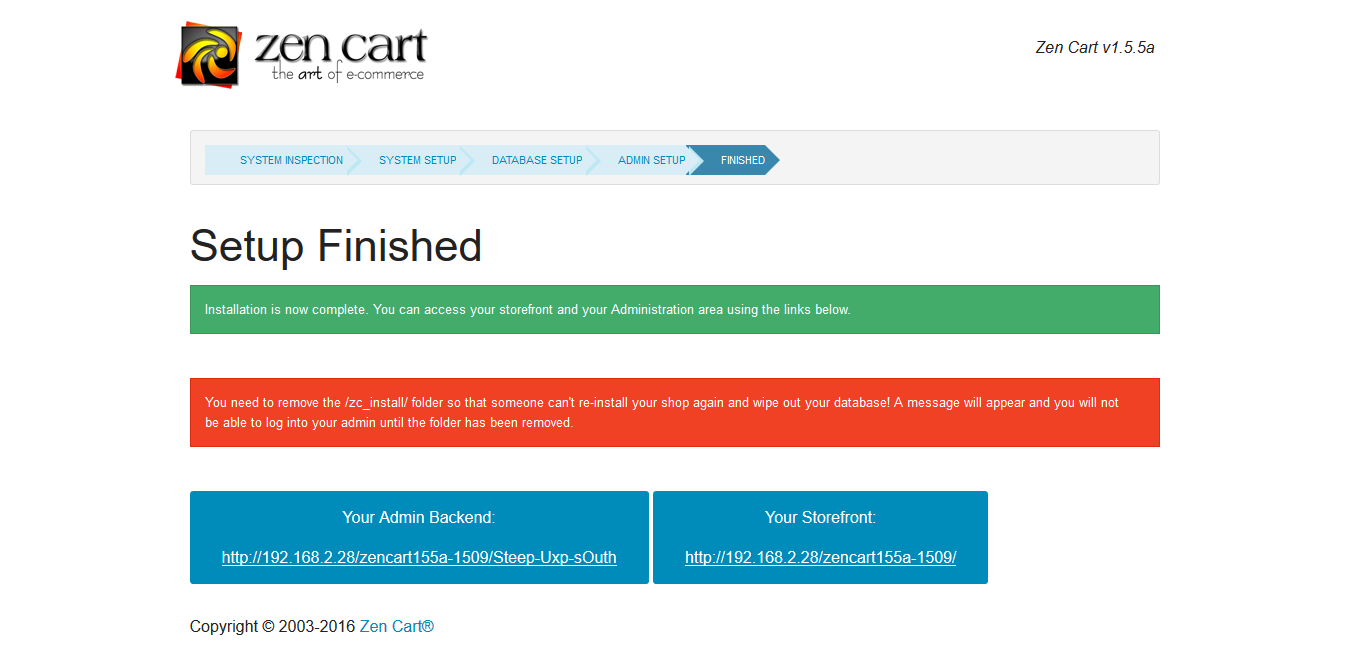 zen cart
the art of e-commerce
Zen Cart v1.5.5a
SYSTEM INSPECTION
SYSTEM SETUP
DATABASE SETUP
ADMIN SETUP
FINISHED
Setup Finished
Installation is now complete. You can access your storefront and your Administration area using the links below.
You need to remove the /zc_install/ folder so that someone can't re-install your shop again and wipe out your database! A message will appear and you will not
be able to log into your admin until the folder has been removed.
Your Admin Backend:
http://192.168.2.28/zencart155a-1509/Steep-Uxp-sOuth
Your Storefront:
http://192.168.2.28/zencart155a-1509/
Copyright © 2003-2016 Zen Cart®